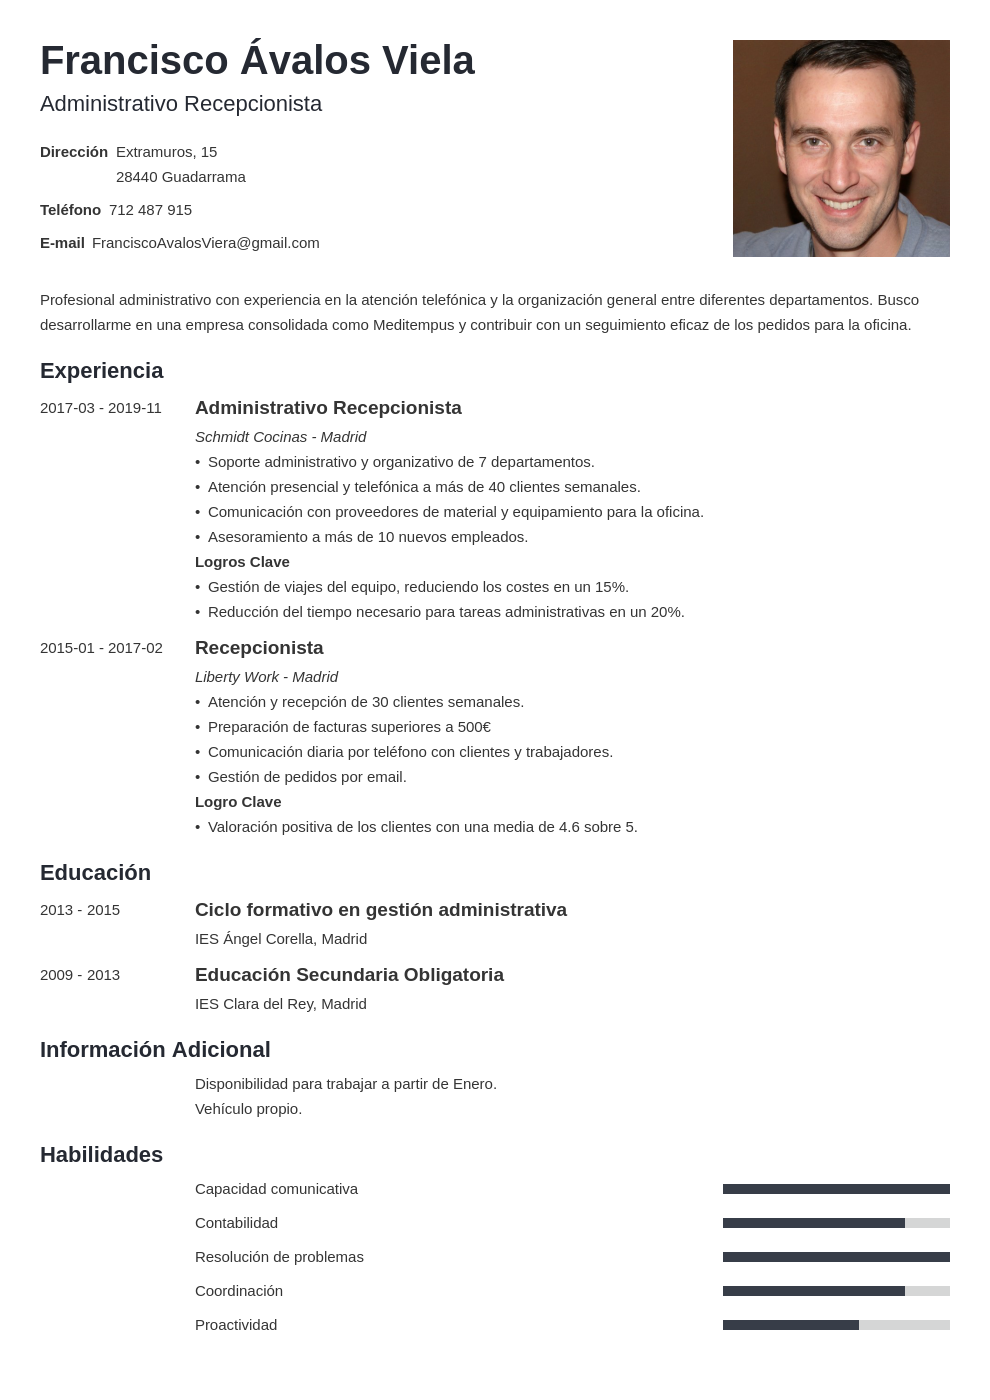 Francisco Ávalos Viela
Administrativo Recepcionista
Dirección Extramuros, 15
28440 Guadarrama
Teléfono 712 487 915
E-mail FranciscoAvalosViera@gmail.com
Profesional administrativo con experiencia en la atención telefónica y la organización general entre diferentes departamentos. Busco
desarrollarme en una empresa consolidada como Meditempus y contribuir con un seguimiento eficaz de los pedidos para la oficina.
Experiencia
2017-03 - 2019-11 Administrativo Recepcionista
Schmidt Cocinas - Madrid
• Soporte administrativo y organizativo de 7 departamentos.
• Atención presencial y telefónica a más de 40 clientes semanales.
• Comunicación con proveedores de material y equipamiento para la oficina.
• Asesoramiento a más de 10 nuevos empleados.
Logros Clave
• Gestión de viajes del equipo, reduciendo los costes en un 15%.
• Reducción del tiempo necesario para tareas administrativas en un 20%.
2015-01 - 2017-02 Recepcionista
Liberty Work - Madrid
• Atención y recepción de 30 clientes semanales.
• Preparación de facturas superiores a 500€
• Comunicación diaria por teléfono con clientes y trabajadores.
• Gestión de pedidos por email.
Logro Clave
• Valoración positiva de los clientes con una media de 4.6 sobre 5.
Educación
2013 - 2015 Ciclo formativo en gestión administrativa
IES Ángel Corella, Madrid
2009 - 2013 Educación Secundaria Obligatoria
IES Clara del Rey, Madrid
Información Adicional
Disponibilidad para trabajar a partir de Enero.
Vehículo propio.
Habilidades
Capacidad comunicativa
Contabilidad
Resolución de problemas
Coordinación
Proactividad